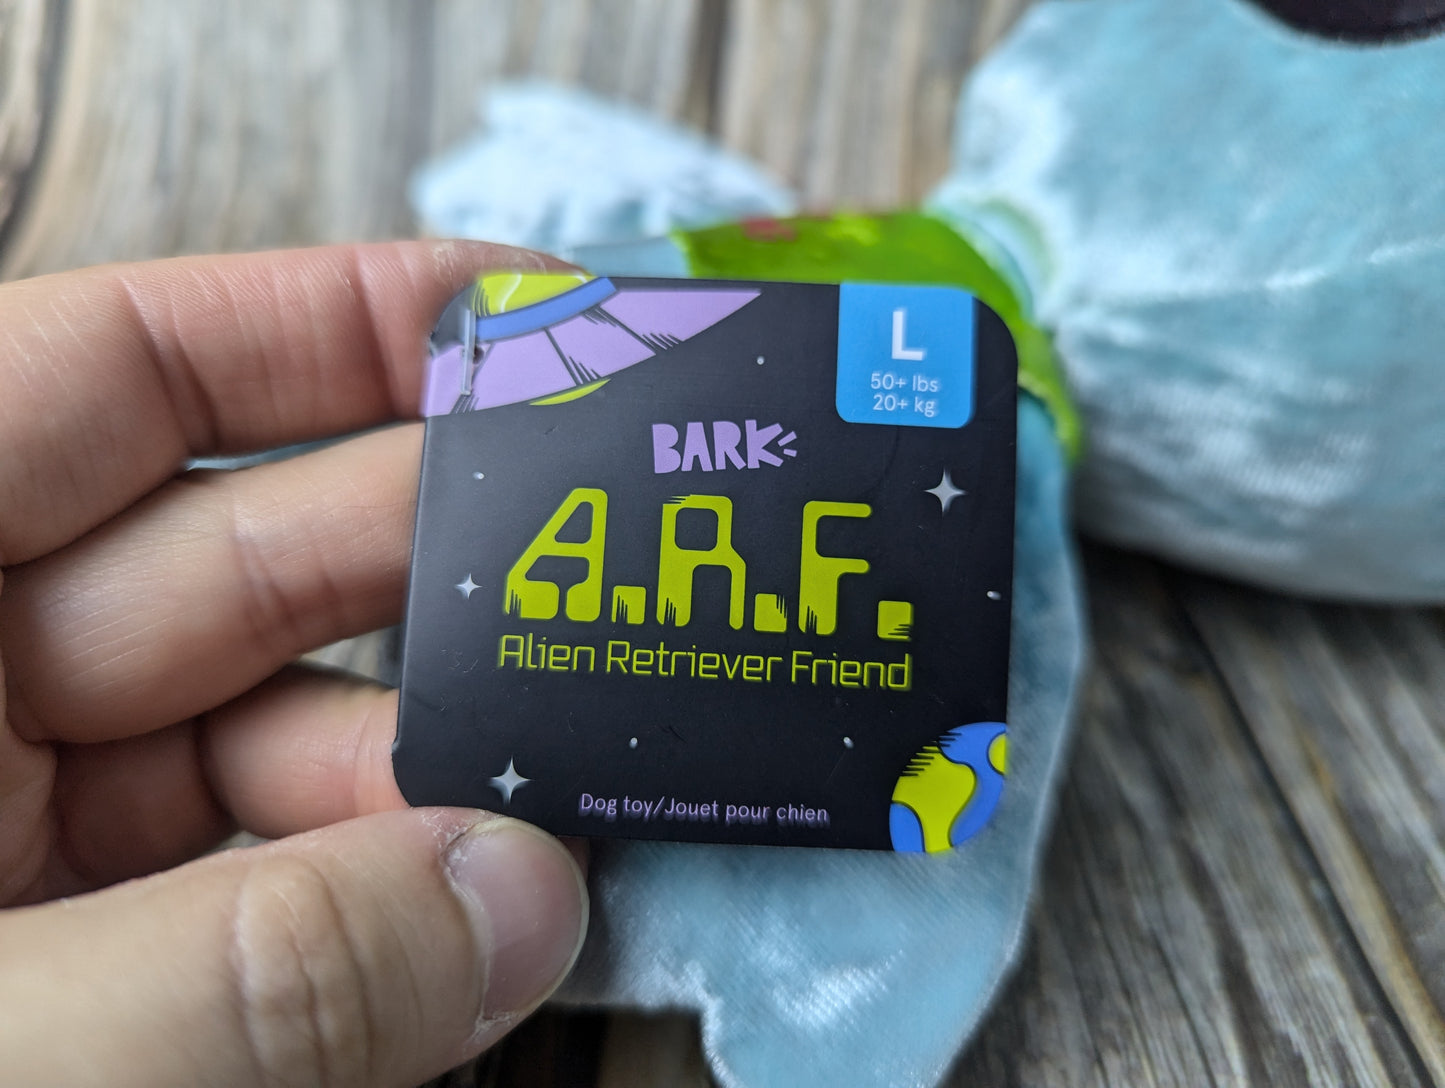 L
50+ lbs
20+ kg
BARK
A.R.F.
Alien Retriever Friend
Dog toy/Jouet pour chien